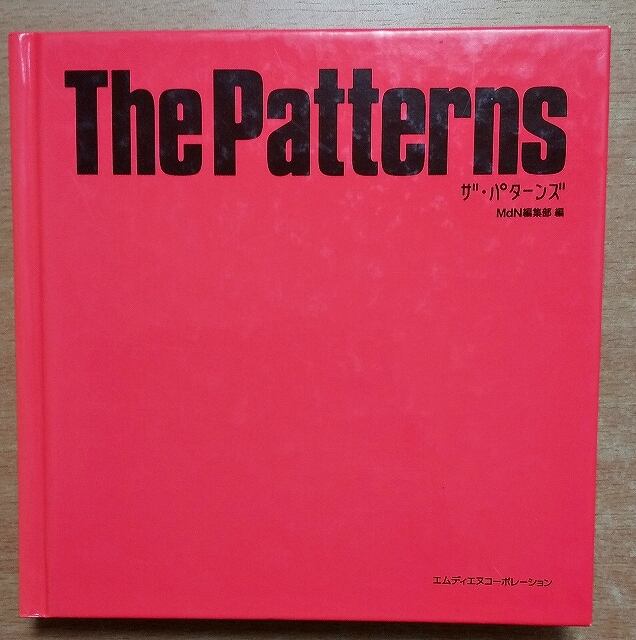 The Patterns
ザ・パターンズ
MdN編集部 編
エムディエヌコーポレーション